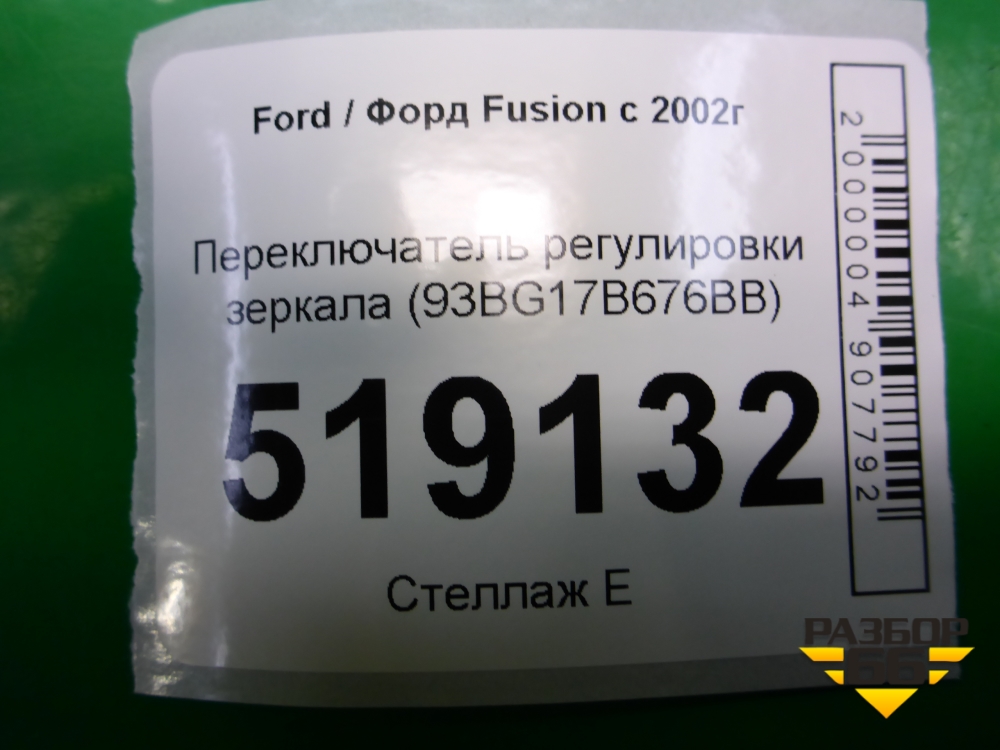 Ford / Форд Fusion с 2002г
Переключатель регулировки
зеркала (93BG17B676BB)
519132
Стеллаж Е
2000004907792
РАЗБОР
66